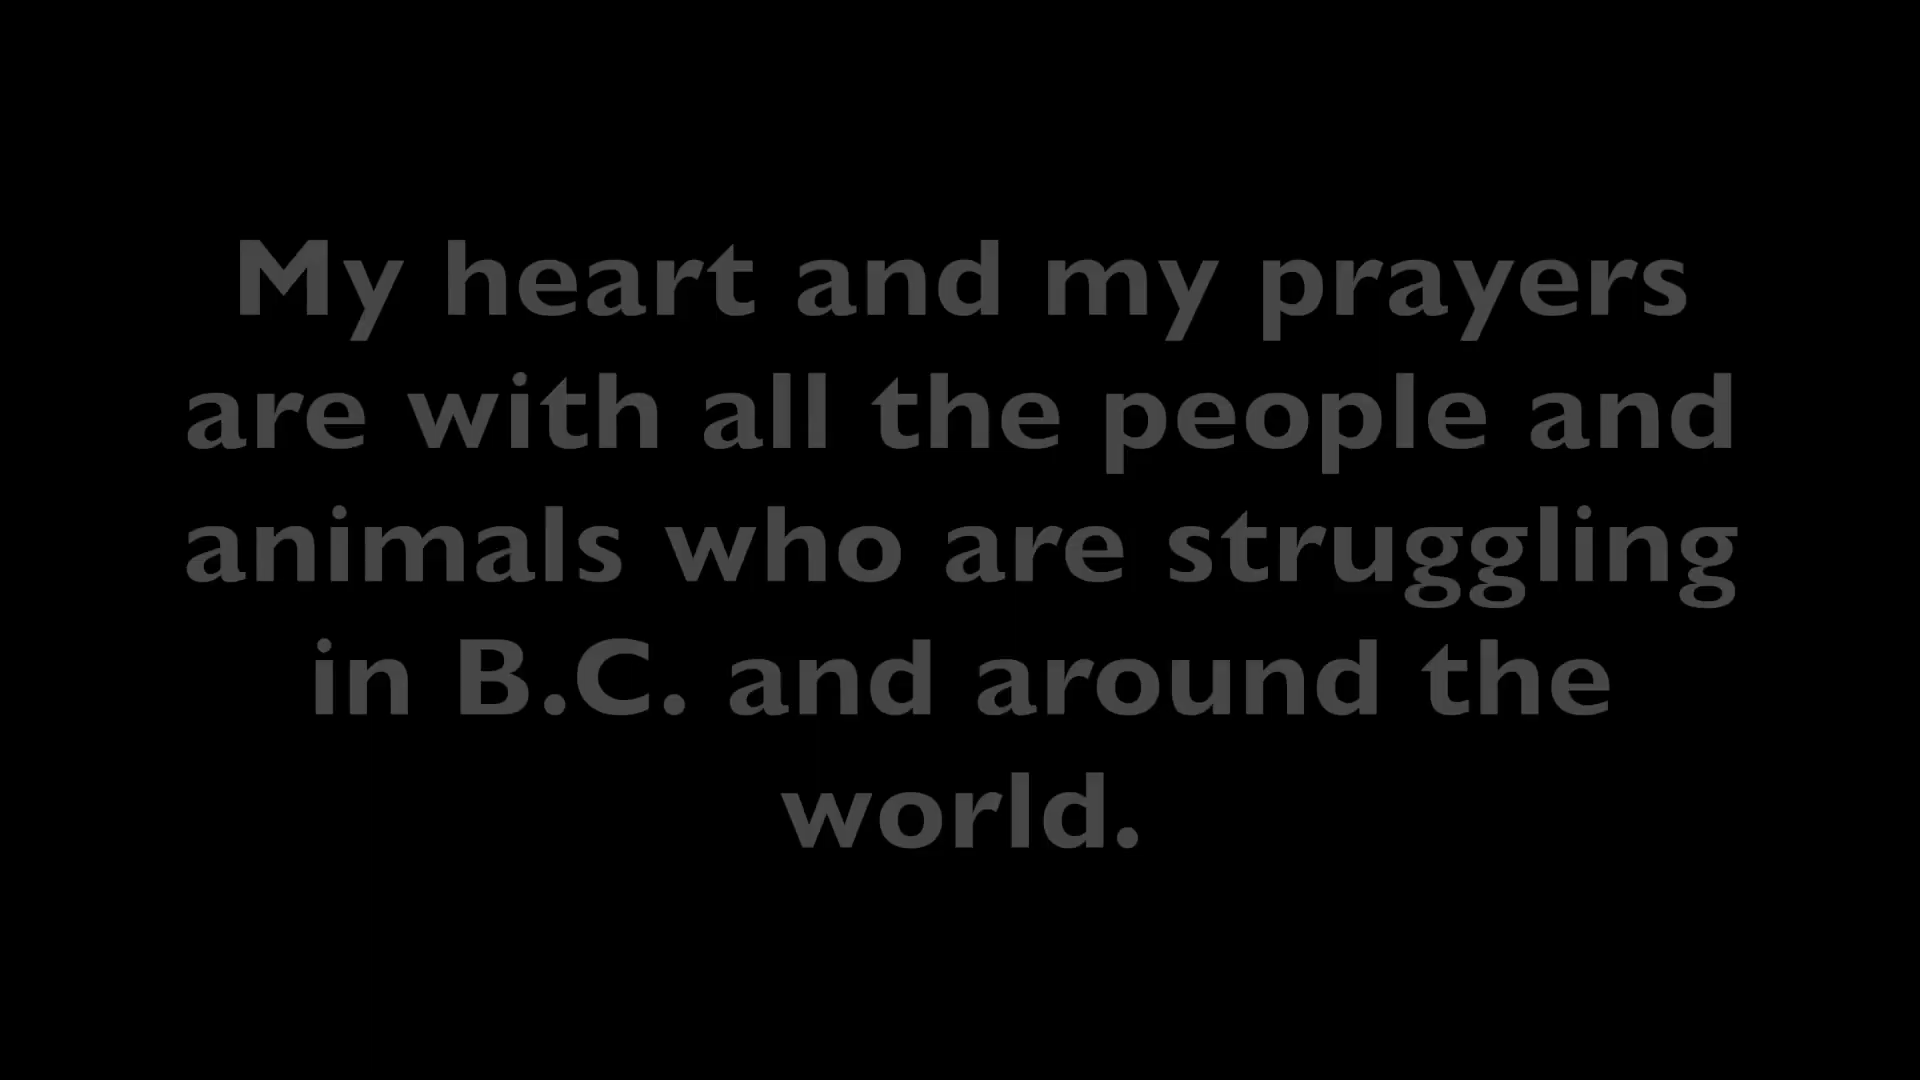 My heart and my prayers
are with all the people and
animals who are struggling
in B.C. and around the
world.